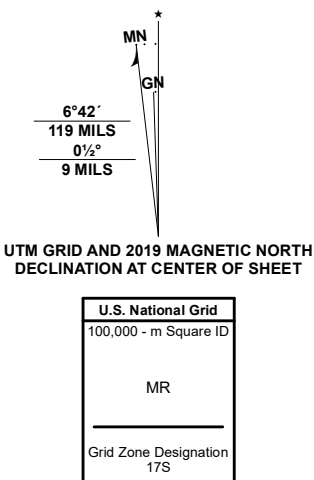 ★
MN
GN
6°42´
119 MILS
0½°
9 MILS
UTM GRID AND 2019 MAGNETIC NORTH
DECLINATION AT CENTER OF SHEET
U.S. National Grid
100,000 - m Square ID
MR
Grid Zone Designation
17S